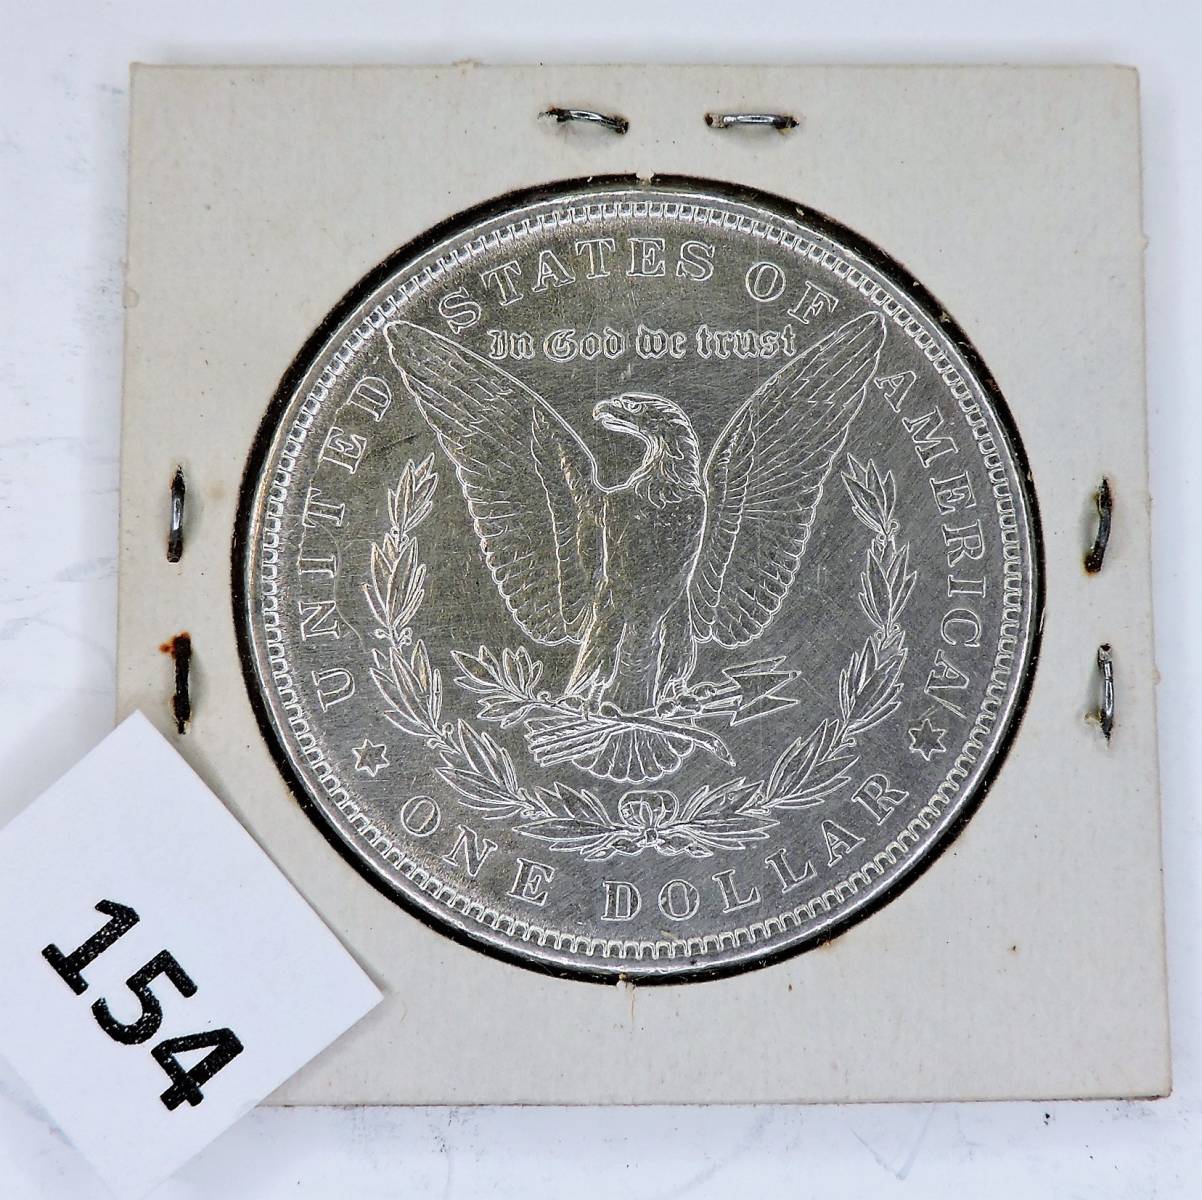 UNITED STATES OF AMERICA
In God we trust
ONE DOLLAR
154